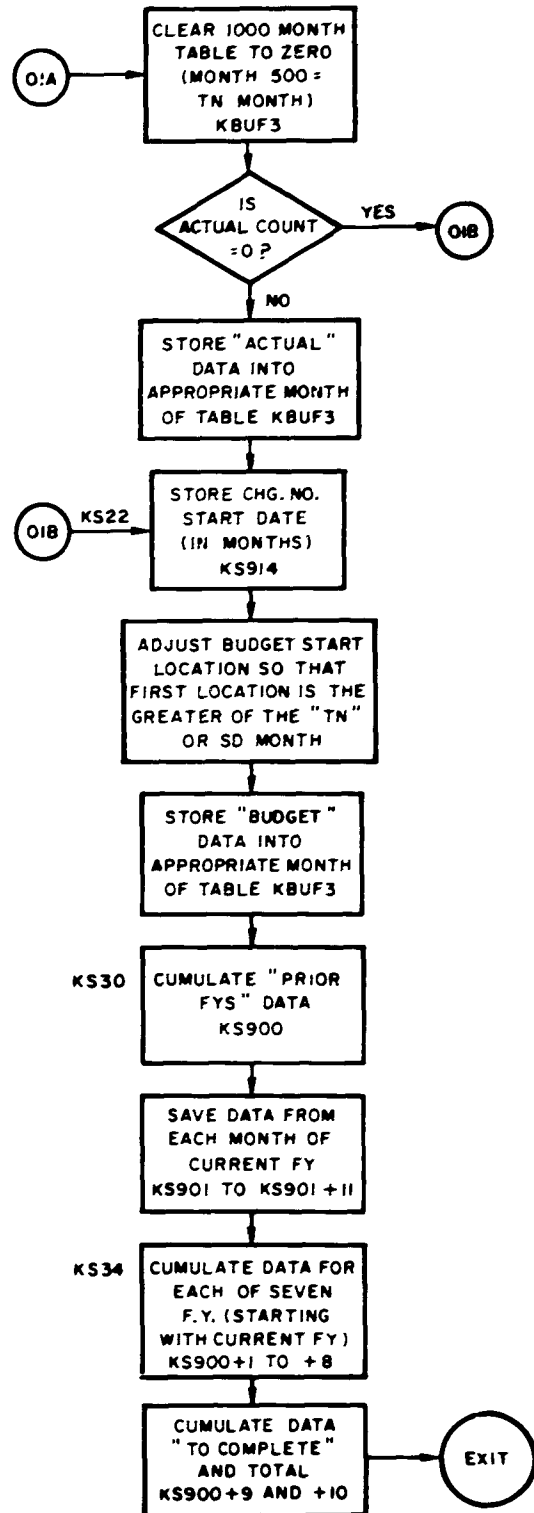 CLEAR 1000 MONTH
TABLE TO ZERO
(MONTH 500 =
TN MONTH)
KBUF3
01A
IS
ACTUAL COUNT
=0?
YES
01B
NO
STORE "ACTUAL"
DATA INTO
APPROPRIATE MONTH
OF TABLE KBUF3
01B
KS22
STORE CHG. NO.
START DATE
(IN MONTHS)
KS914
ADJUST BUDGET START
LOCATION SO THAT
FIRST LOCATION IS THE
GREATER OF THE "TN"
OR SD MONTH
STORE "BUDGET"
DATA INTO
APPROPRIATE MONTH
OF TABLE KBUF3
KS30
CUMULATE "PRIOR
FYS" DATA
KS900
SAVE DATA FROM
EACH MONTH OF
CURRENT FY
KS901 TO KS901+11
KS34
CUMULATE DATA FOR
EACH OF SEVEN
F.Y. (STARTING
WITH CURRENT FY)
KS900+1 TO +8
CUMULATE DATA
"TO COMPLETE"
AND TOTAL
KS900+9 AND +10
EXIT